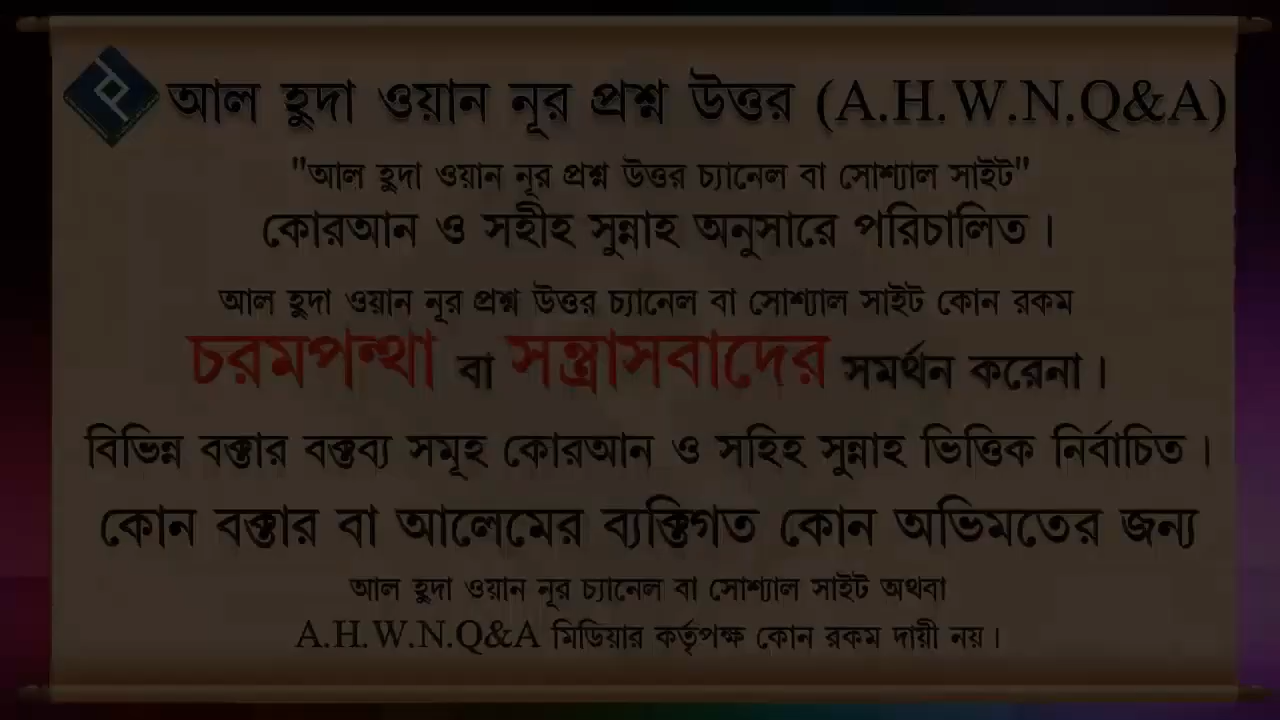 আল হুদা ওয়ান নূর প্রশ্ন উত্তর (A.H.W.N.Q&A)
"আল হুদা ওয়ান নূর প্রশ্ন উত্তর চ্যানেল বা সোশ্যাল সাইট"
কোরআন ও সহীহ সুন্নাহ অনুসারে পরিচালিত ।
আল হুদা ওয়ান নূর প্রশ্ন উত্তর চ্যানেল বা সোশ্যাল সাইট কোন রকম
চরমপন্থা বা সন্ত্রাসবাদের সমর্থন করেনা ।
বিভিন্ন বক্তার বক্তব্য সমূহ কোরআন ও সহিহ সুন্নাহ ভিত্তিক নির্বাচিত ।
কোন বক্তার বা আলেমের ব্যক্তিগত কোন অভিমতের জন্য
আল হুদা ওয়ান নূর চ্যানেল বা সোশ্যাল সাইট অথবা
A.H.W.N.Q&A মিডিয়ার কর্তৃপক্ষ কোন রকম দায়ী নয় ।